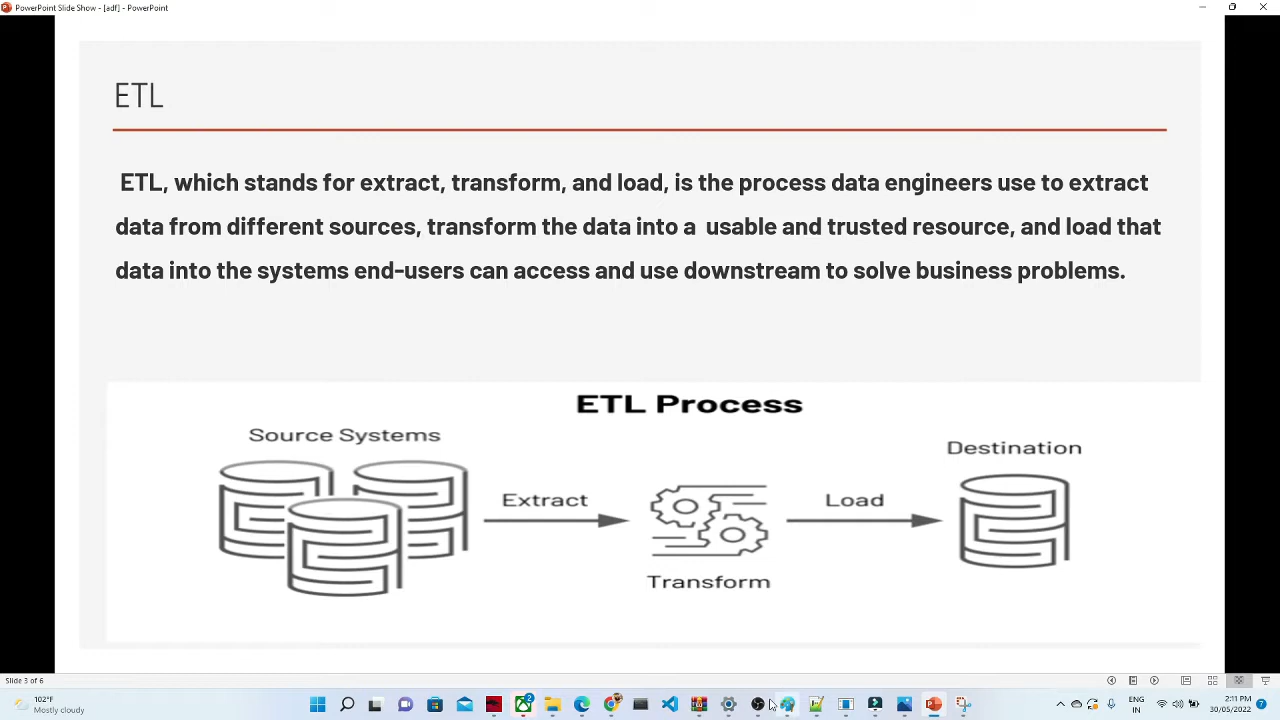 PowerPoint Slide Show - [adf] - PowerPoint
ETL
ETL, which stands for extract, transform, and load, is the process data engineers use to extract
data from different sources, transform the data into a usable and trusted resource, and load that
data into the systems end-users can access and use downstream to solve business problems.
ETL Process
Source Systems
Destination
Extract
Load
Transform
Slide 3 of 6
102°F
Mostly cloudy
2
ENG
IN
2:11 PM
30/05/2022